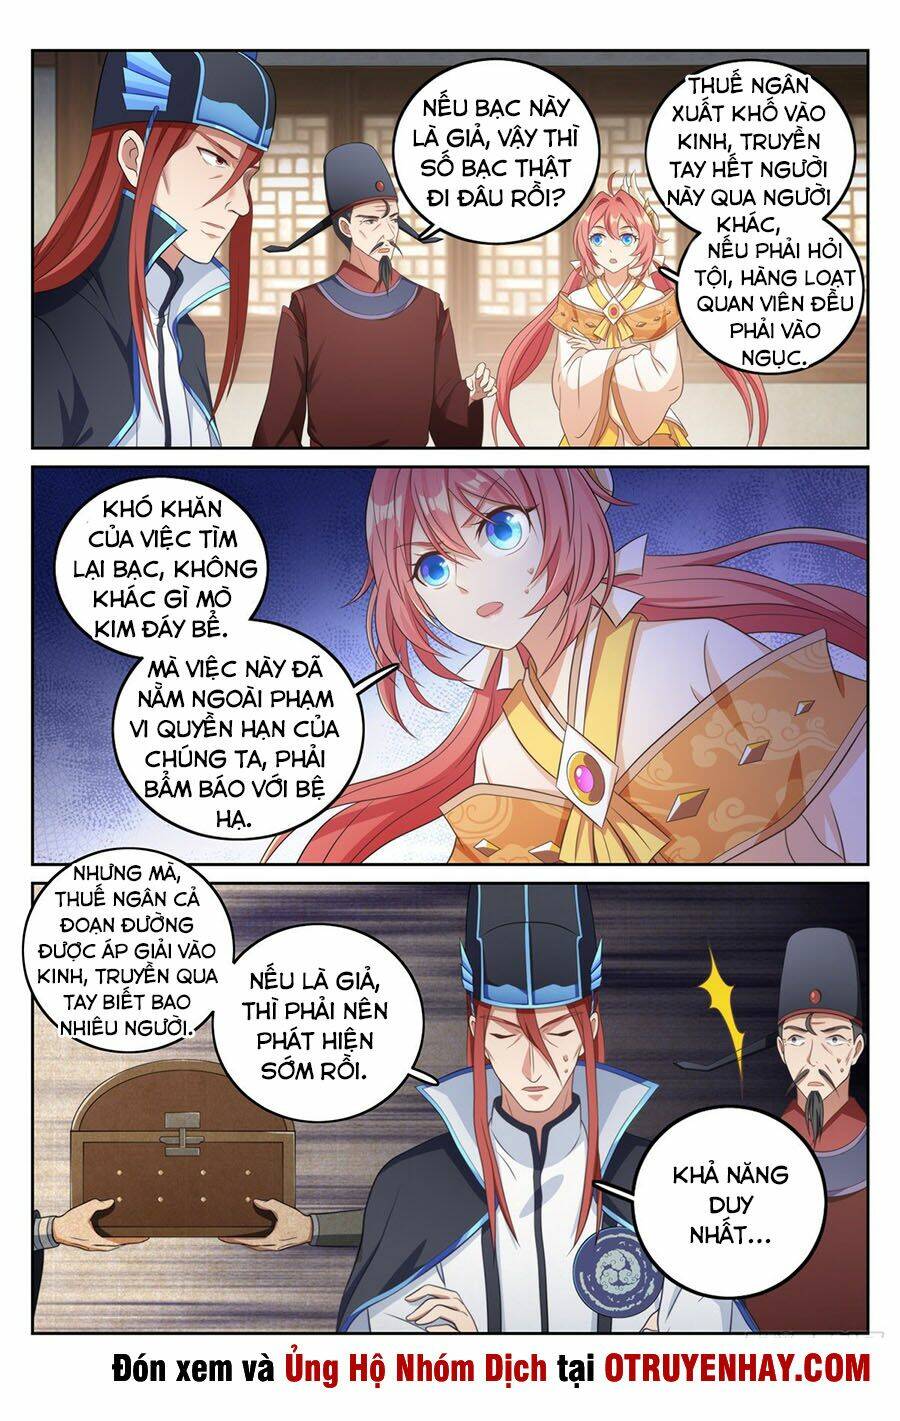 NẾU BẠC NÀY
LÀ GIẢ, VẬY THÌ
SỐ BẠC THẬT
ĐI ĐÂU RỒI?
THUẾ NGÂN
XUẤT KHỐ VÀO
KINH, TRUYỀN
TAY HẾT NGƯỜI
NÀY QUA NGƯỜI
KHÁC,
NẾU PHẢI HỎI
TỘI, HÀNG LOẠT
QUAN VIÊN ĐỀU
PHẢI VÀO
NGỤC.
KHÓ KHĂN
CỦA VIỆC TÌM
LẠI BẠC, KHÔNG
KHÁC GÌ MÒ
KIM ĐÁY BỂ.
MÀ VIỆC NÀY ĐÃ
NẰM NGOÀI PHẠM
VI QUYỀN HẠN CỦA
CHÚNG TA, PHẢI
BẨM BÁO VỚI BỆ
HẠ.
NHƯNG MÀ,
THUẾ NGÂN CẢ
ĐOẠN ĐƯỜNG
ĐƯỢC ÁP GIẢI VÀO
KINH, TRUYỀN QUA
TAY BIẾT BAO
NHIÊU NGƯỜI.
NẾU LÀ GIẢ,
THÌ PHẢI NÊN
PHÁT HIỆN
SỚM RỒI.
KHẢ NĂNG
DUY
NHẤT...
Đón xem và Ủng Hộ Nhóm Dịch tại OTRUYENHAY.COM